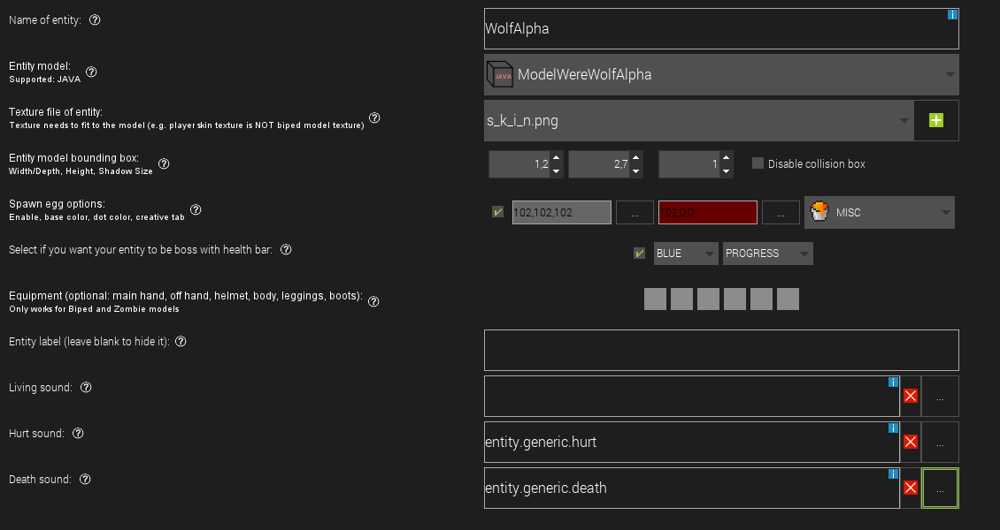 Name of entity:
WolfAlpha
Entity model:
Supported: JAVA
JAVA
ModelWereWolfAlpha
Texture file of entity:
Texture needs to fit to the model (e.g. player skin texture is NOT biped model texture)
s_k_i_n.png
Entity model bounding box:
Width/Depth, Height, Shadow Size
1,2
2,7
1
Disable collision box
Spawn egg options:
Enable, base color, dot color, creative tab
102,102,102
...
102,0,0
...
MISC
Select if you want your entity to be boss with health bar:
BLUE
PROGRESS
Equipment (optional: main hand, off hand, helmet, body, leggings, boots):
Only works for Biped and Zombie models
Entity label (leave blank to hide it):
Living sound:
...
Hurt sound:
entity.generic.hurt
...
Death sound:
entity.generic.death
...